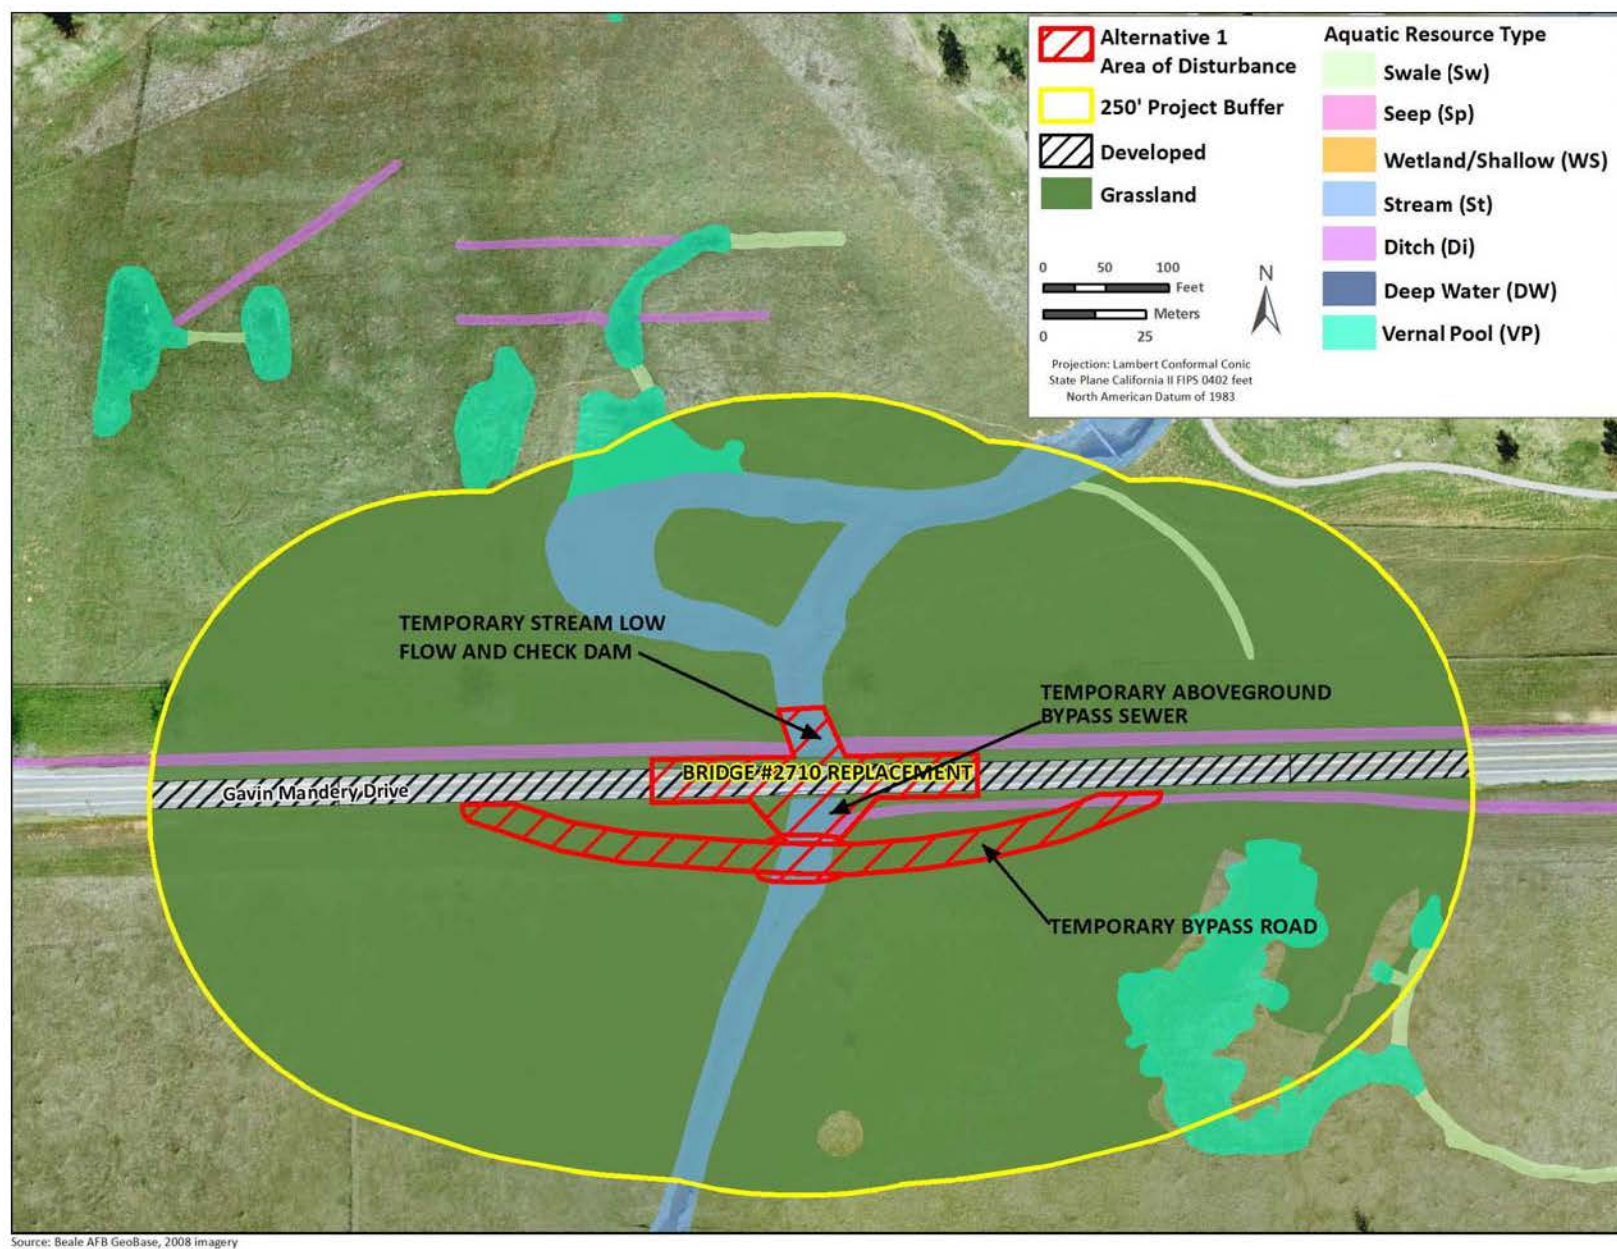 Alternative 1
Area of Disturbance
250' Project Buffer
Developed
Grassland
Aquatic Resource Type
Swale (Sw)
Seep (Sp)
Wetland/Shallow (WS)
Stream (St)
Ditch (Di)
Deep Water (DW)
Vernal Pool (VP)
0 50 100
Feet
Meters
0 25
N
Projection: Lambert Conformal Conic
State Plane California II FIPS 0402 feet
North American Datum of 1983
TEMPORARY STREAM LOW
FLOW AND CHECK DAM
TEMPORARY ABOVEGROUND
BYPASS SEWER
BRIDGE #2710 REPLACEMENT
Gavin Mandery Drive
TEMPORARY BYPASS ROAD
Source: Beale AFB GeoBase, 2008 imagery